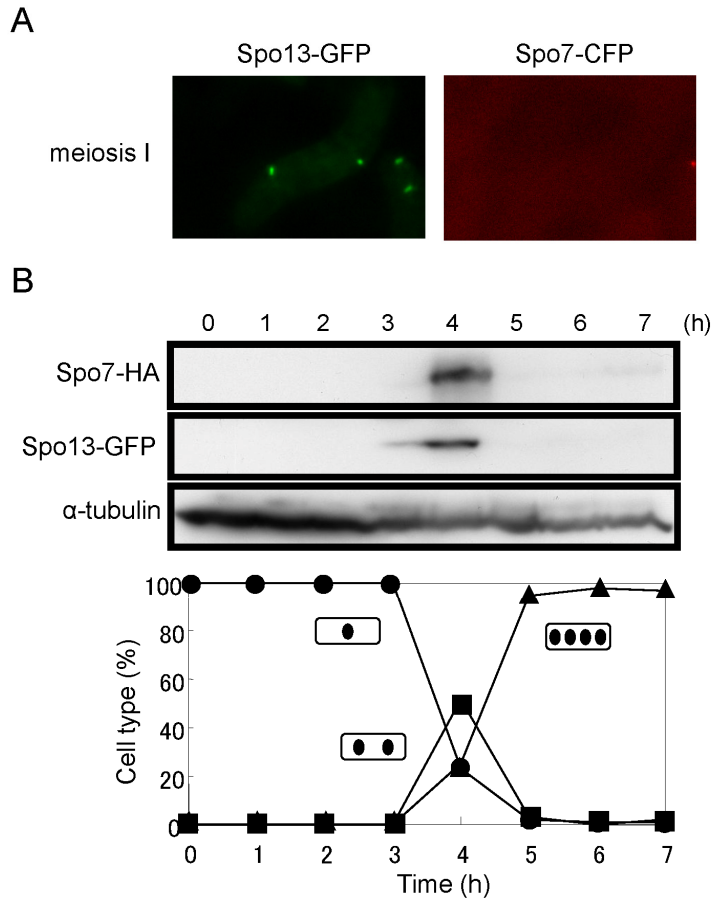 A
Spo13-GFP Spo7-CFP
meiosis I
B
0 1 2 3 4 5 6 7 (h)
Spo7-HA
Spo13-GFP
α-tubulin
100
80
60
40
20
0
Cell type (%)
0 1 2 3 4 5 6 7
Time (h)